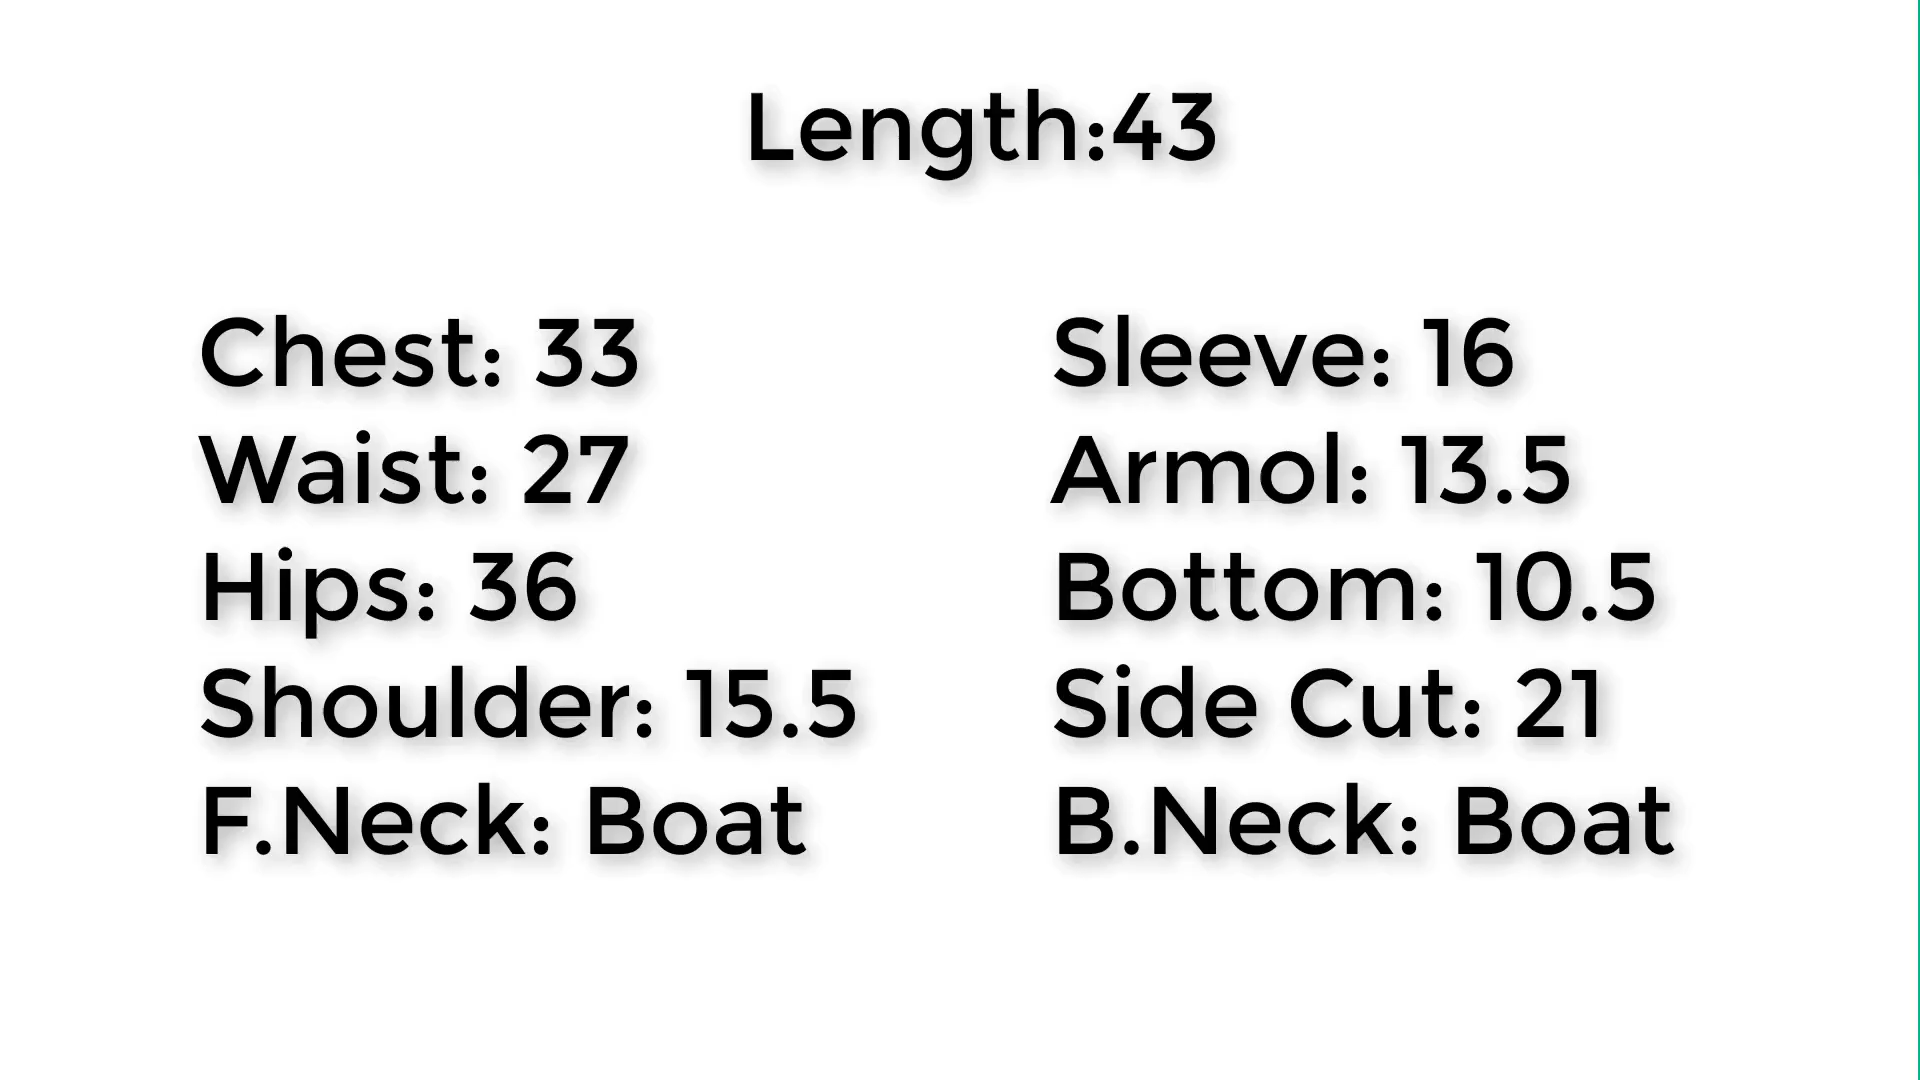 Length:43
Chest: 33
Waist: 27
Hips: 36
Shoulder: 15.5
F.Neck: Boat
Sleeve: 16
Armol: 13.5
Bottom: 10.5
Side Cut: 21
B.Neck: Boat